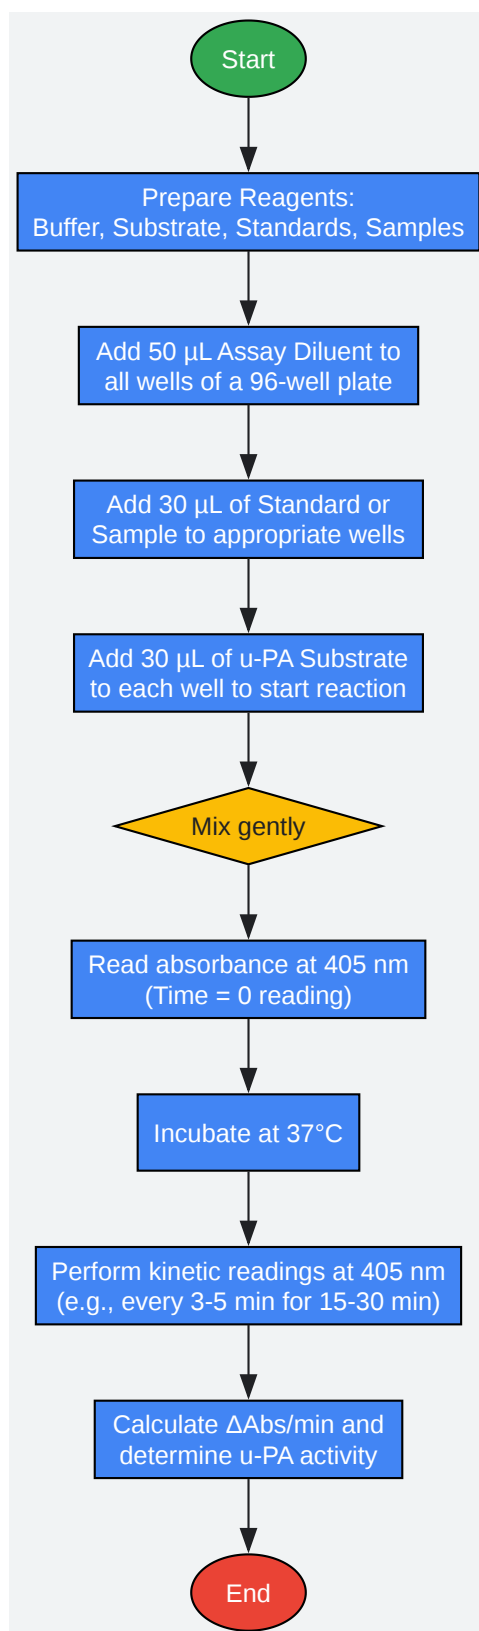 Start
Prepare Reagents:
Buffer, Substrate, Standards, Samples
Add 50 µL Assay Diluent to
all wells of a 96-well plate
Add 30 µL of Standard or
Sample to appropriate wells
Add 30 µL of u-PA Substrate
to each well to start reaction
Mix gently
Read absorbance at 405 nm
(Time = 0 reading)
Incubate at 37°C
Perform kinetic readings at 405 nm
(e.g., every 3-5 min for 15-30 min)
Calculate ΔAbs/min and
determine u-PA activity
End